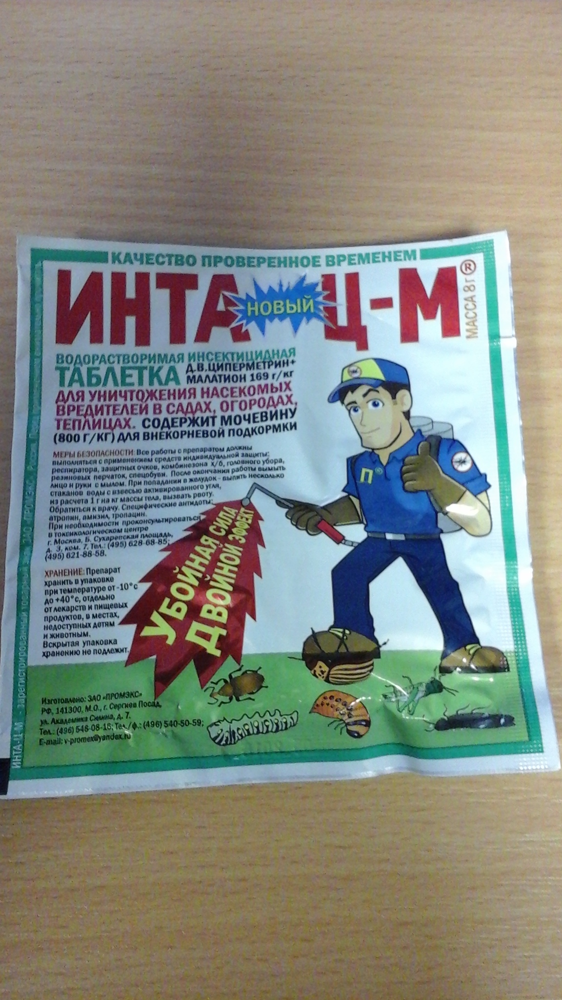 КАЧЕСТВО ПРОВЕРЕННОЕ ВРЕМЕНЕМ
ИНТА Ц-М®
НОВЫЙ
МАССА 8 г
ВОДОРАСТВОРИМАЯ ИНСЕКТИЦИДНАЯ
ТАБЛЕТКА
Д.В.ЦИПЕРМЕТРИН+
МАЛАТИОН 169 г/кг
ДЛЯ УНИЧТОЖЕНИЯ НАСЕКОМЫХ
ВРЕДИТЕЛЕЙ В САДАХ, ОГОРОДАХ,
ТЕПЛИЦАХ. СОДЕРЖИТ МОЧЕВИНУ
(800 Г/КГ) ДЛЯ ВНЕКОРНЕВОЙ ПОДКОРМКИ
МЕРЫ БЕЗОПАСНОСТИ: Все работы с препаратом должны
выполняться с применением средств индивидуальной защиты:
респиратора, защитных очков, комбинезона х/б, головного убора,
резиновых перчаток, спецобуви. После окончания работы вымыть
лицо и руки с мылом. При попадании в желудок - выпить несколько
стаканов воды с взвесью активированного угля,
из расчета 1 г на кг массы тела, вызвать рвоту.
Обратиться к врачу. Специфические антидоты:
атропин, амизил, тропацин.
При необходимости проконсультироваться
в токсикологическом центре
г. Москва, Б. Сухаревская площадь,
д. 3, ком. 7. Тел.: (495) 628-68-85;
(495) 621-88-58.
УБОЙНАЯ СИЛА
ДВОЙНОЙ ЭФФЕКТ
П®
ХРАНЕНИЕ: Препарат
хранить в упаковке
при температуре от -10°с
до +40°с, отдельно
от лекарств и пищевых
продуктов, в местах,
недоступных детям
и животным.
Вскрытая упаковка
хранению не подлежит.
Изготовлено: ЗАО «ПРОМЭКС»
РФ, 141300, М.О., г. Сергиев Посад,
ул. Академика Силина, д. 7.
Тел.: (496) 546-08-16; Тел./ф.: (496) 540-50-59;
E-mail: v-promex@yandex.ru
ИНТА-Ц-М - зарегистрированный товарный знак ЗАО «ПРОМЭКС», Россия.